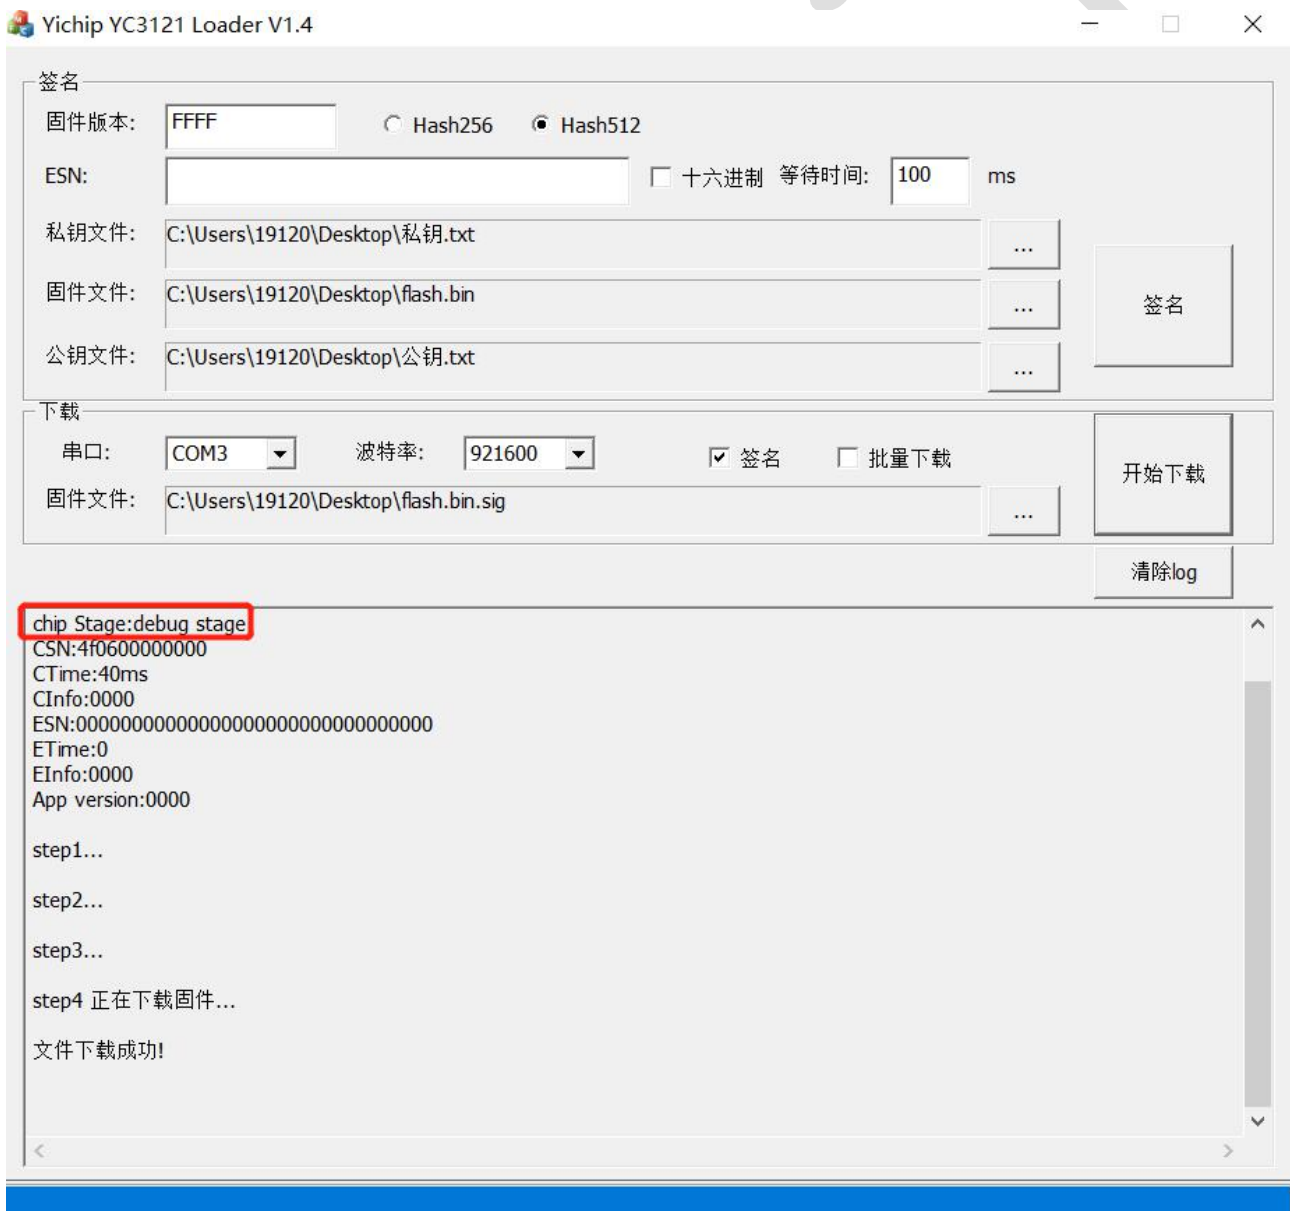 Yichip YC3121 Loader V1.4
签名
固件版本: FFFF Hash256 Hash512
ESN: 十六进制 等待时间: 100 ms
私钥文件: C:\Users\19120\Desktop\私钥.txt ...
固件文件: C:\Users\19120\Desktop\flash.bin ... 签名
公钥文件: C:\Users\19120\Desktop\公钥.txt ...
下载
串口: COM3 波特率: 921600 签名 批量下载 开始下载
固件文件: C:\Users\19120\Desktop\flash.bin.sig ...
清除log
chip Stage:debug stage
CSN:4f0600000000
CTime:40ms
CInfo:0000
ESN:00000000000000000000000000000000
ETime:0
EInfo:0000
App version:0000
step1...
step2...
step3...
step4 正在下载固件...
文件下载成功!